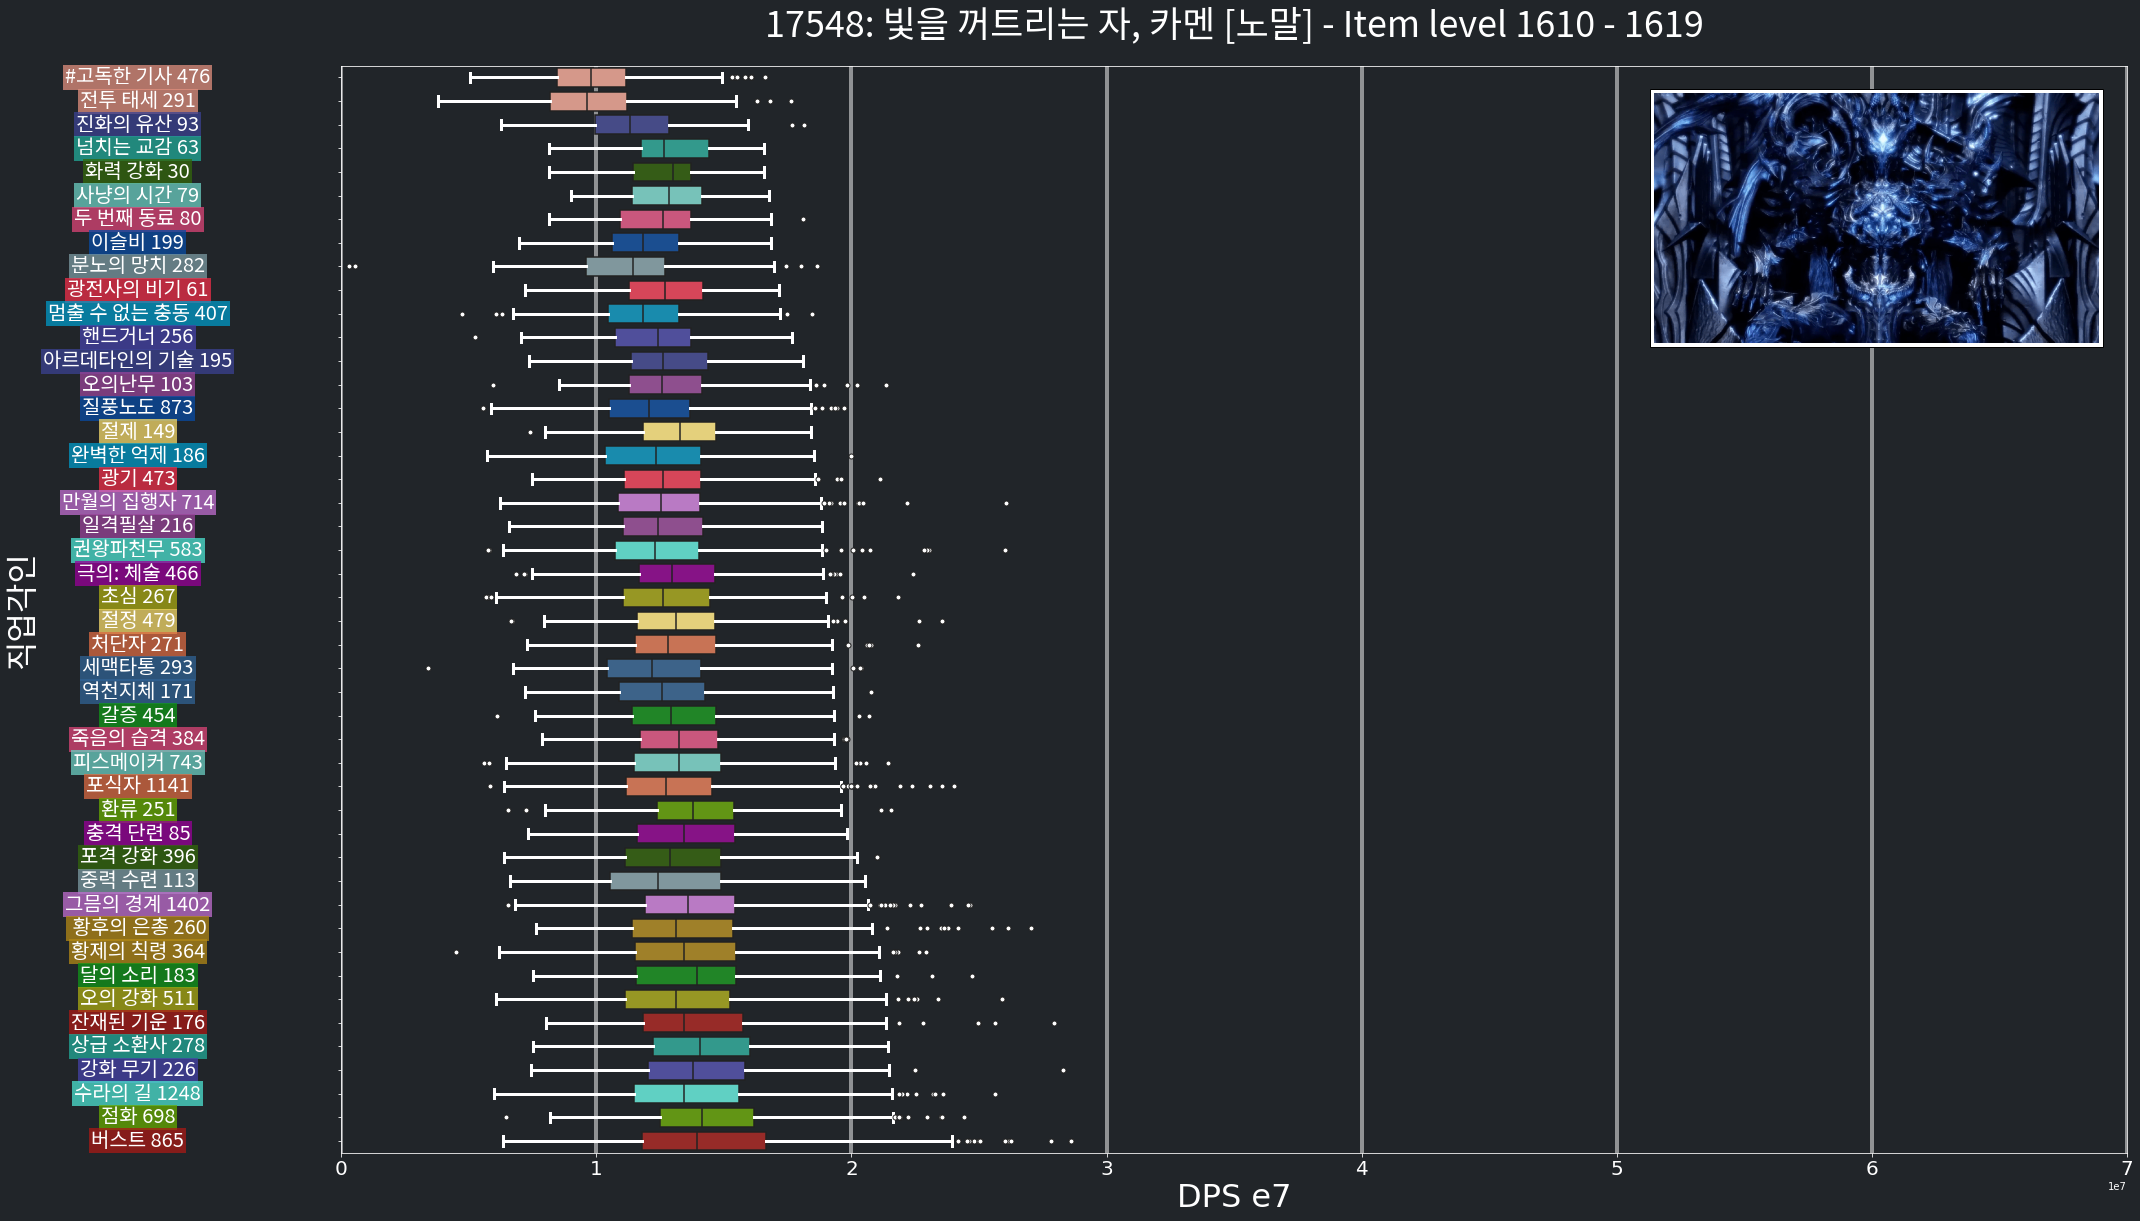 17548: 빛을 꺼트리는 자, 카멘 [노말] - Item level 1610 - 1619
#고독한 기사 476
전투 태세 291
진화의 유산 93
넘치는 교감 63
화력 강화 30
사냥의 시간 79
두 번째 동료 80
이슬비 199
분노의 망치 282
광전사의 비기 61
멈출 수 없는 충동 407
핸드거너 256
아르데타인의 기술 195
오의난무 103
질풍노도 873
절제 149
완벽한 억제 186
광기 473
만월의 집행자 714
일격필살 216
권왕파천무 583
극의: 체술 466
초심 267
절정 479
처단자 271
세맥타통 293
역천지체 171
갈증 454
죽음의 습격 384
피스메이커 743
포식자 1141
환류 251
충격 단련 85
포격 강화 396
중력 수련 113
그믐의 경계 1402
황후의 은총 260
황제의 칙령 364
달의 소리 183
오의 강화 511
잔재된 기운 176
상급 소환사 278
강화 무기 226
수라의 길 1248
점화 698
버스트 865
직업각인
0 1 2 3 4 5 6 7
1e7
DPS e7